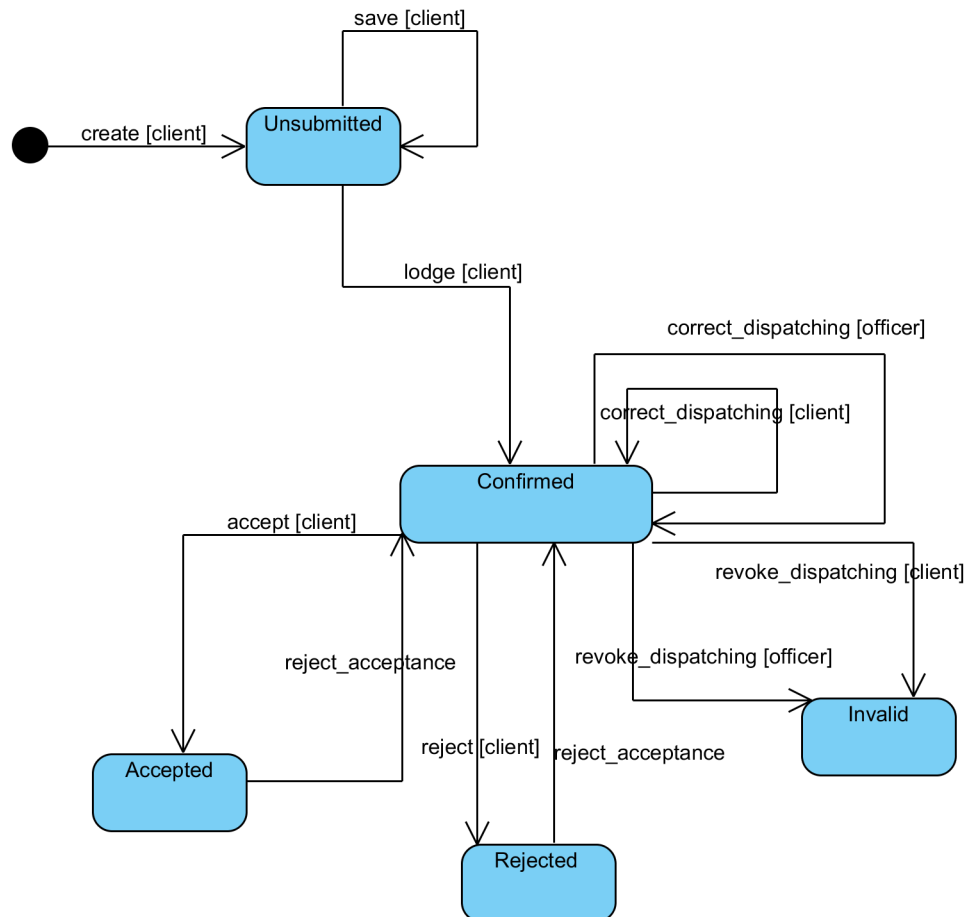 save [client]
Unsubmitted
create [client]
lodge [client]
correct_dispatching [officer]
correct_dispatching [client]
Confirmed
accept [client]
revoke_dispatching [client]
reject_acceptance
revoke_dispatching [officer]
Invalid
reject [client]
reject_acceptance
Accepted
Rejected